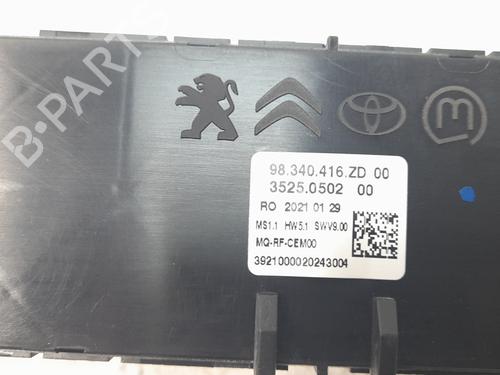 B-PARTS
98.340.416.ZD 00
3525.0502 00
RO 2021 01 29
MS1.1 HW5.1 SWV9.00
MQ-RF-CEM00
3921000020243004